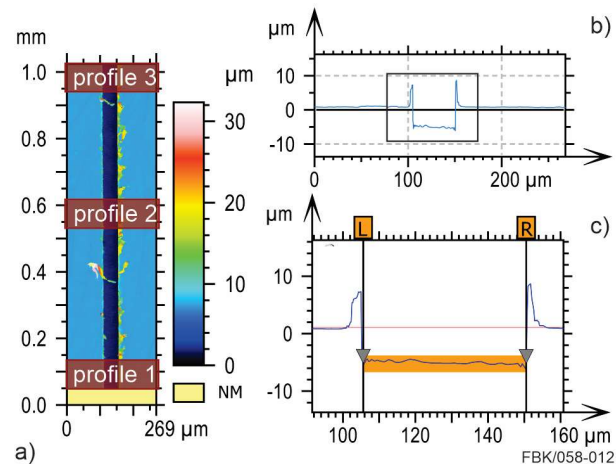 mm
1.0
0.8
0.6
0.4
0.2
0.0
profile 3
profile 2
profile 1
0
269 µm
a)
µm
30
20
10
0
NM
b)
µm
10
0
-10
0
100
200 µm
c)
µm
L
R
10
0
-10
100
120
140
160
µm
FBK/058-012